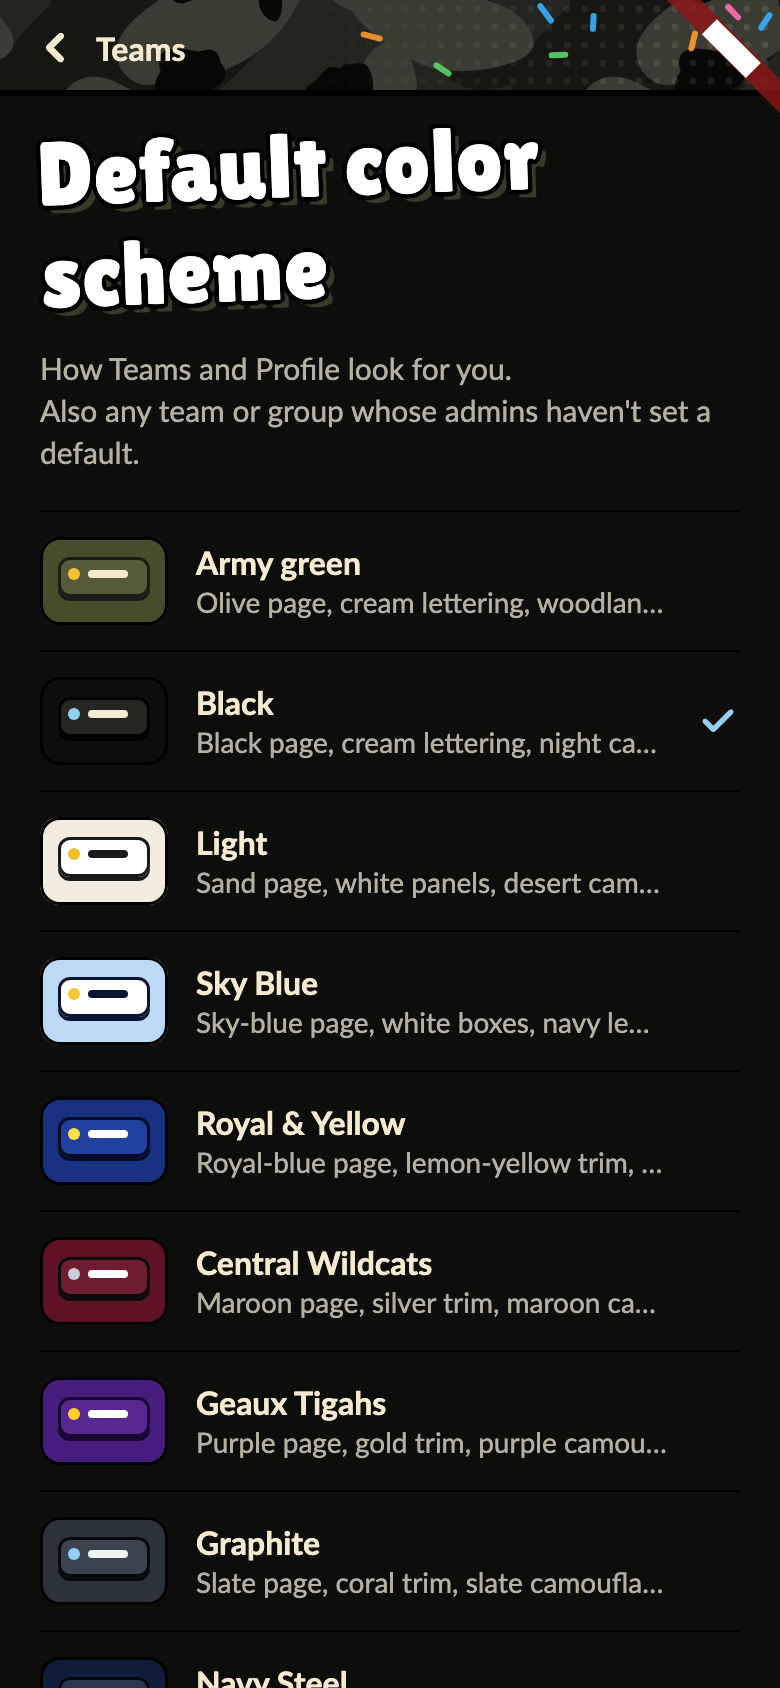 Teams
Default color
scheme
How Teams and Profile look for you.
Also any team or group whose admins haven't set a
default.
Army green
Olive page, cream lettering, woodlan...
Black
Black page, cream lettering, night ca...
Light
Sand page, white panels, desert cam...
Sky Blue
Sky-blue page, white boxes, navy le...
Royal & Yellow
Royal-blue page, lemon-yellow trim, ...
Central Wildcats
Maroon page, silver trim, maroon ca...
Geaux Tigahs
Purple page, gold trim, purple camou...
Graphite
Slate page, coral trim, slate camoufla...
Navy Steel